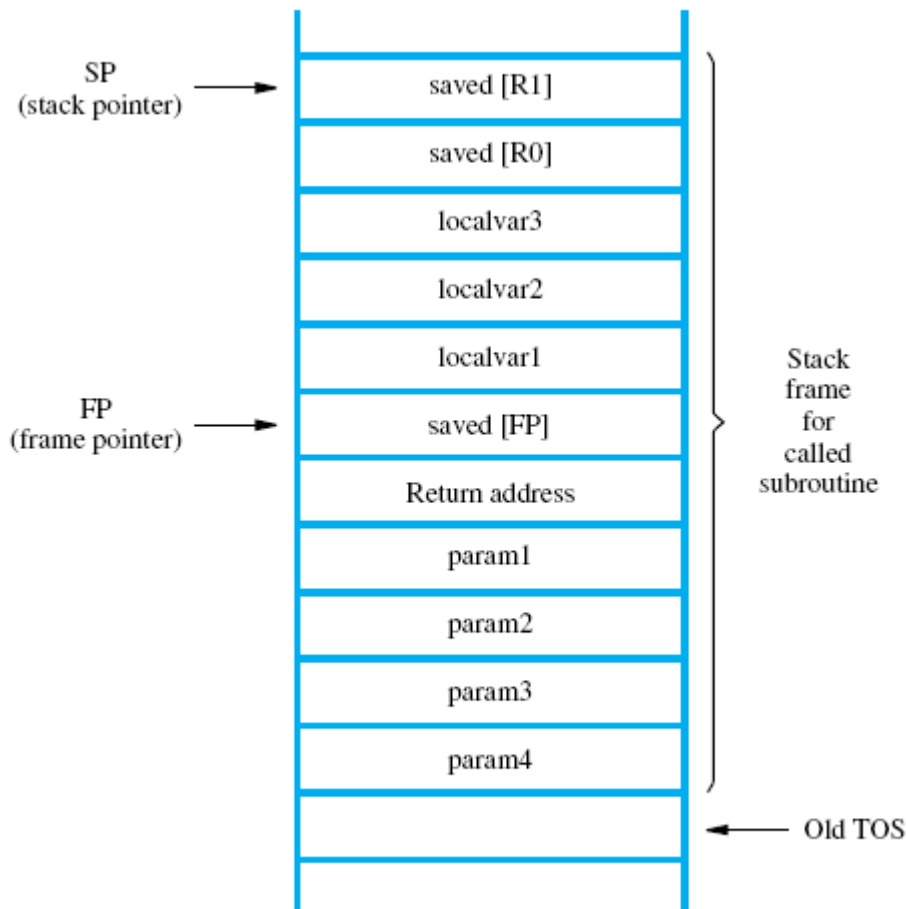 SP
(stack pointer)
saved [R1]
saved [R0]
localvar3
localvar2
localvar1
FP
(frame pointer)
saved [FP]
Return address
param1
param2
param3
param4
Stack
frame
for
called
subroutine
Old TOS